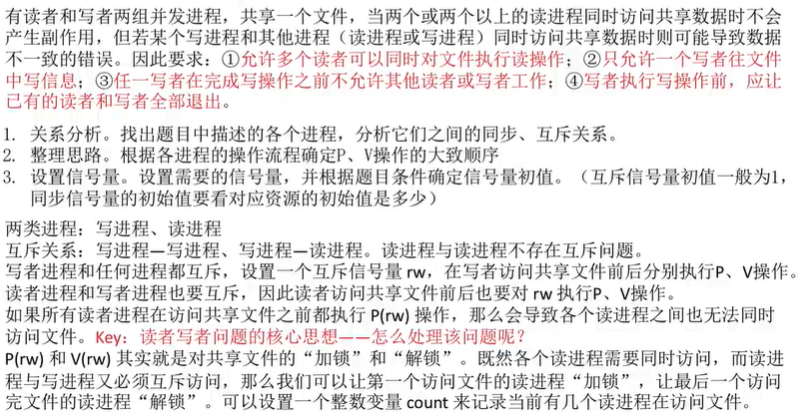 有读者和写者两组并发进程，共享一个文件，当两个或两个以上的读进程同时访问共享数据时不会
产生副作用，但若某个写进程和其他进程（读进程或写进程）同时访问共享数据时则可能导致数据
不一致的错误。因此要求：①允许多个读者可以同时对文件执行读操作；②只允许一个写者往文件
中写信息；③任一写者在完成写操作之前不允许其他读者或写者工作；④写者执行写操作前，应让
已有的读者和写者全部退出。
1. 关系分析。找出题目中描述的各个进程，分析它们之间的同步、互斥关系。
2. 整理思路。根据各进程的操作流程确定P、V操作的大致顺序
3. 设置信号量。设置需要的信号量，并根据题目条件确定信号量初值。（互斥信号量初值一般为1，
同步信号量的初始值要看对应资源的初始值是多少）
两类进程：写进程、读进程
互斥关系：写进程—写进程、写进程—读进程。读进程与读进程不存在互斥问题。
写者进程和任何进程都互斥，设置一个互斥信号量 rw，在写者访问共享文件前后分别执行P、V操作。
读者进程和写者进程也要互斥，因此读者访问共享文件前后也要对 rw 执行P、V操作。
如果所有读者进程在访问共享文件之前都执行 P(rw) 操作，那么会导致各个读进程之间也无法同时
访问文件。Key：读者写者问题的核心思想——怎么处理该问题呢？
P(rw) 和 V(rw) 其实就是对共享文件的“加锁”和“解锁”。既然各个读进程需要同时访问，而读进
程与写进程又必须互斥访问，那么我们可以让第一个访问文件的读进程“加锁”，让最后一个访问
完文件的读进程“解锁”。可以设置一个整数变量 count 来记录当前有几个读进程在访问文件。